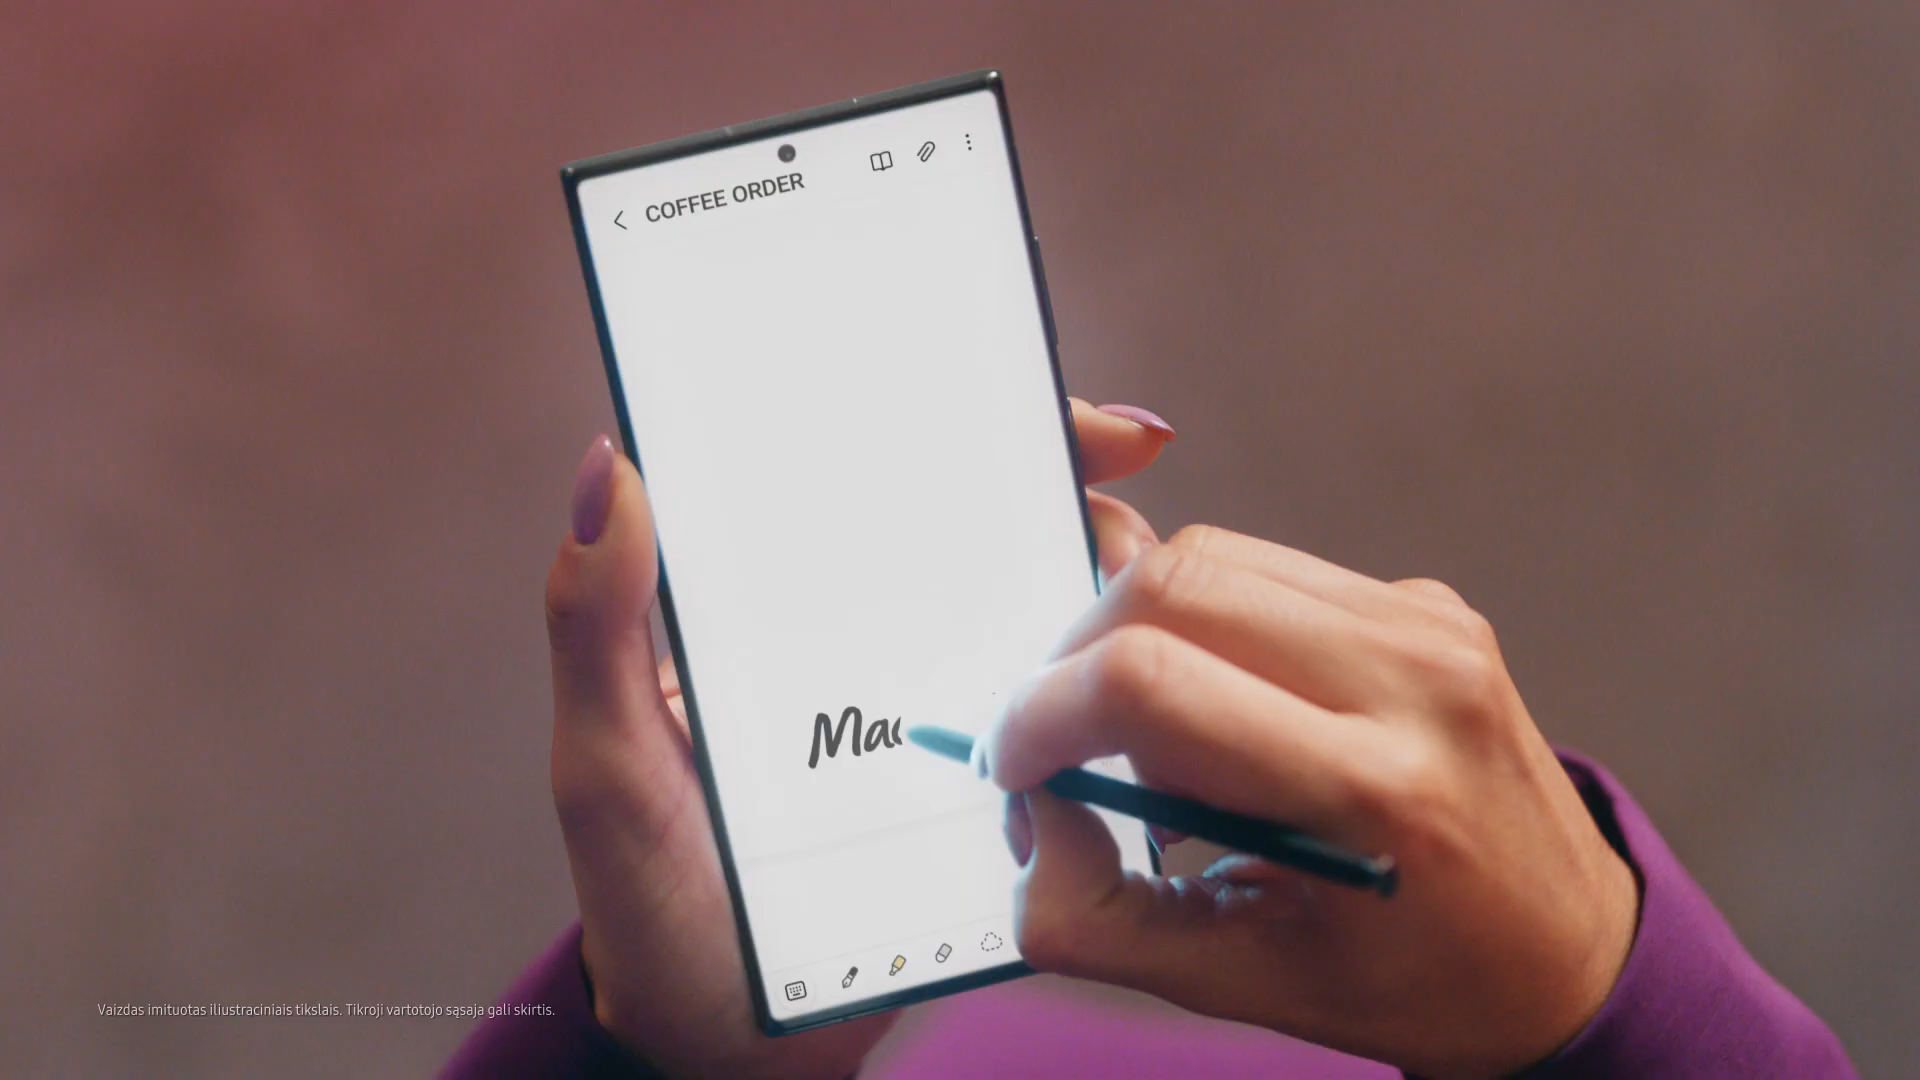 COFFEE ORDER
Mac
Vaizdas imituotas iliustraciniais tikslais. Tikroji vartotojo sąsaja gali skirtis.